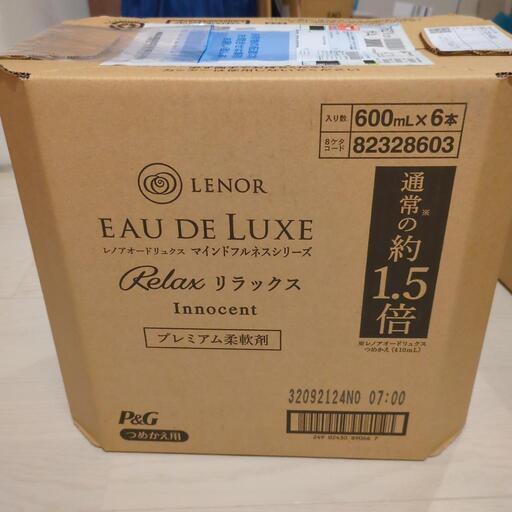 入り数 600mL×6本
8ケタコード 82328603
LENOR
EAU DE LUXE
レノアオードリュクス マインドフルネスシリーズ
Relax リラックス
Innocent
プレミアム柔軟剤
通常の※約1.5倍
※レノアオードリュクス
つめかえ(410mL)
32092124N0 07:00
P&G
つめかえ用